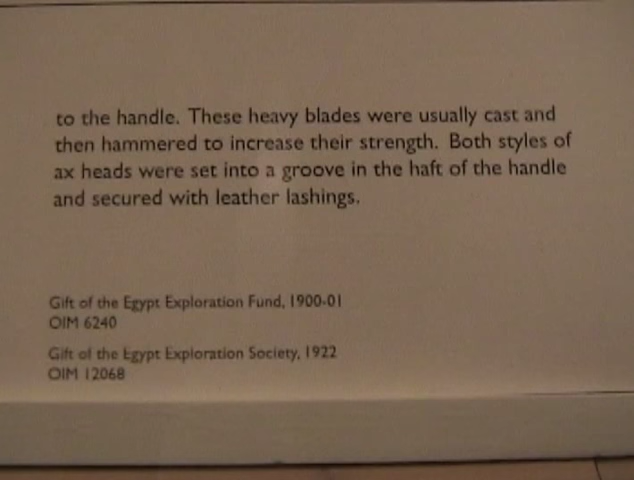 to the handle. These heavy blades were usually cast and
then hammered to increase their strength. Both styles of
ax heads were set into a groove in the haft of the handle
and secured with leather lashings.
Gift of the Egypt Exploration Fund, 1900-01
OIM 6240
Gift of the Egypt Exploration Society, 1922
OIM 12068